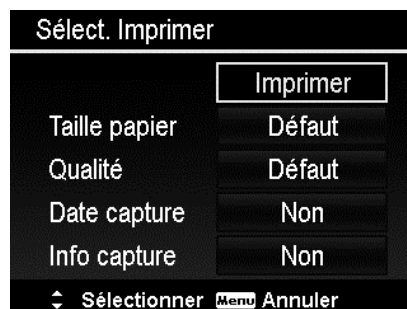 Sélect. Imprimer
Imprimer
Taille papier Défaut
Qualité Défaut
Date capture Non
Info capture Non
Sélectionner Menu Annuler